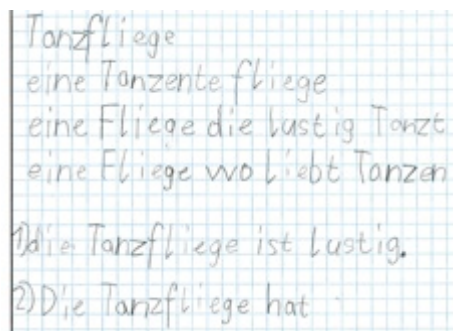 Tanzfliege
eine Tanzente fliege
eine Fliege die lustig Tanzt
eine Fliege wo liebt Tanzen
1) die Tanzfliege ist lustig.
2) Die Tanzfliege hat